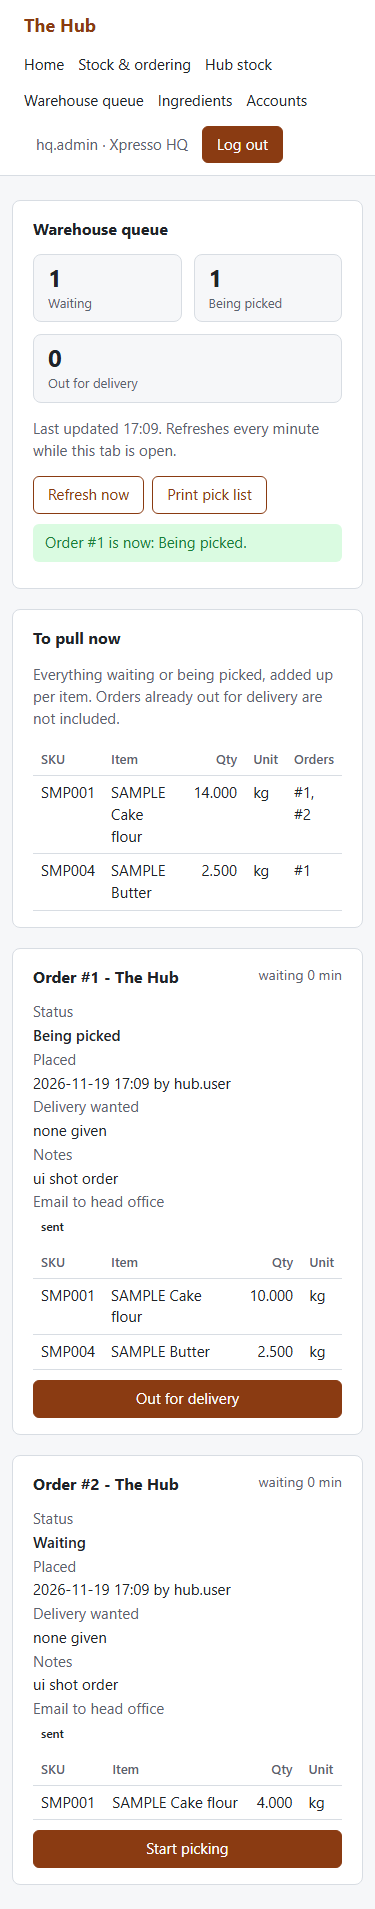 The Hub
Home Stock & ordering Hub stock
Warehouse queue Ingredients Accounts
hq.admin · Xpresso HQ Log out
Warehouse queue
1
Waiting
1
Being picked
0
Out for delivery
Last updated 17:09. Refreshes every minute
while this tab is open.
Refresh now Print pick list
Order #1 is now: Being picked.
To pull now
Everything waiting or being picked, added up
per item. Orders already out for delivery are
not included.
SKU Item Qty Unit Orders
SMP001 SAMPLE 14.000 kg #1,
Cake #2
flour
SMP004 SAMPLE 2.500 kg #1
Butter
Order #1 - The Hub waiting 0 min
Status
Being picked
Placed
2026-11-19 17:09 by hub.user
Delivery wanted
none given
Notes
ui shot order
Email to head office
sent
SKU Item Qty Unit
SMP001 SAMPLE Cake 10.000 kg
flour
SMP004 SAMPLE Butter 2.500 kg
Out for delivery
Order #2 - The Hub waiting 0 min
Status
Waiting
Placed
2026-11-19 17:09 by hub.user
Delivery wanted
none given
Notes
ui shot order
Email to head office
sent
SKU Item Qty Unit
SMP001 SAMPLE Cake flour 4.000 kg
Start picking